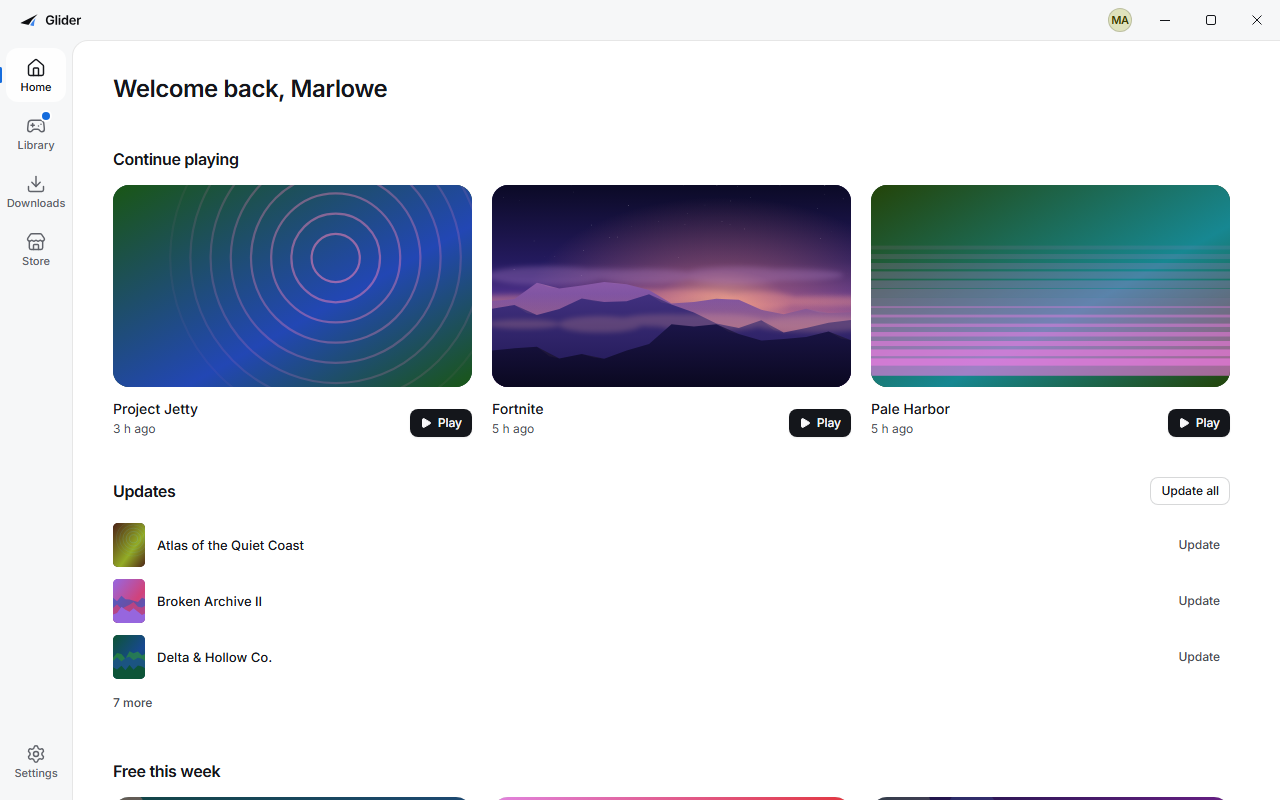 Glider
MA
Home
Library
Downloads
Store
Settings
Welcome back, Marlowe
Continue playing
Project Jetty
3 h ago
Play
Fortnite
5 h ago
Play
Pale Harbor
5 h ago
Play
Updates
Update all
Atlas of the Quiet Coast
Update
Broken Archive II
Update
Delta & Hollow Co.
Update
7 more
Free this week